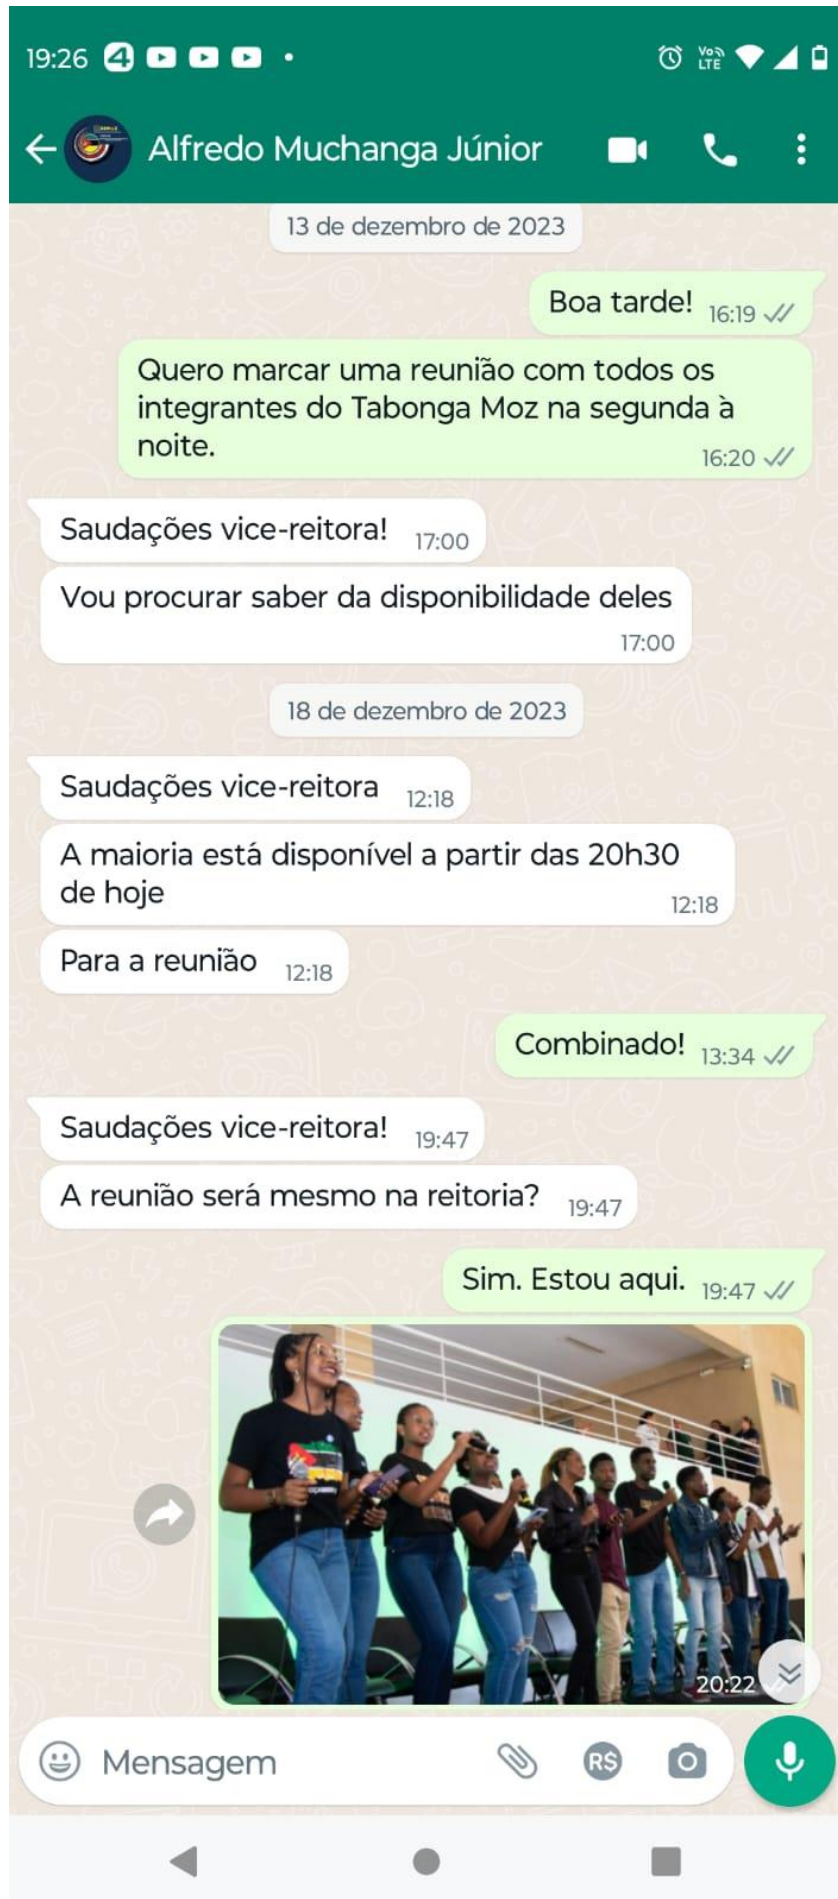 19:26
Vo))
LTE
Alfredo Muchanga Júnior
13 de dezembro de 2023
Boa tarde! 16:19
Quero marcar uma reunião com todos os
integrantes do Tabonga Moz na segunda à
noite. 16:20
Saudações vice-reitora! 17:00
Vou procurar saber da disponibilidade deles
17:00
18 de dezembro de 2023
Saudações vice-reitora 12:18
A maioria está disponível a partir das 20h30
de hoje 12:18
Para a reunião 12:18
Combinado! 13:34
Saudações vice-reitora! 19:47
A reunião será mesmo na reitoria? 19:47
Sim. Estou aqui. 19:47
20:22
Mensagem R$